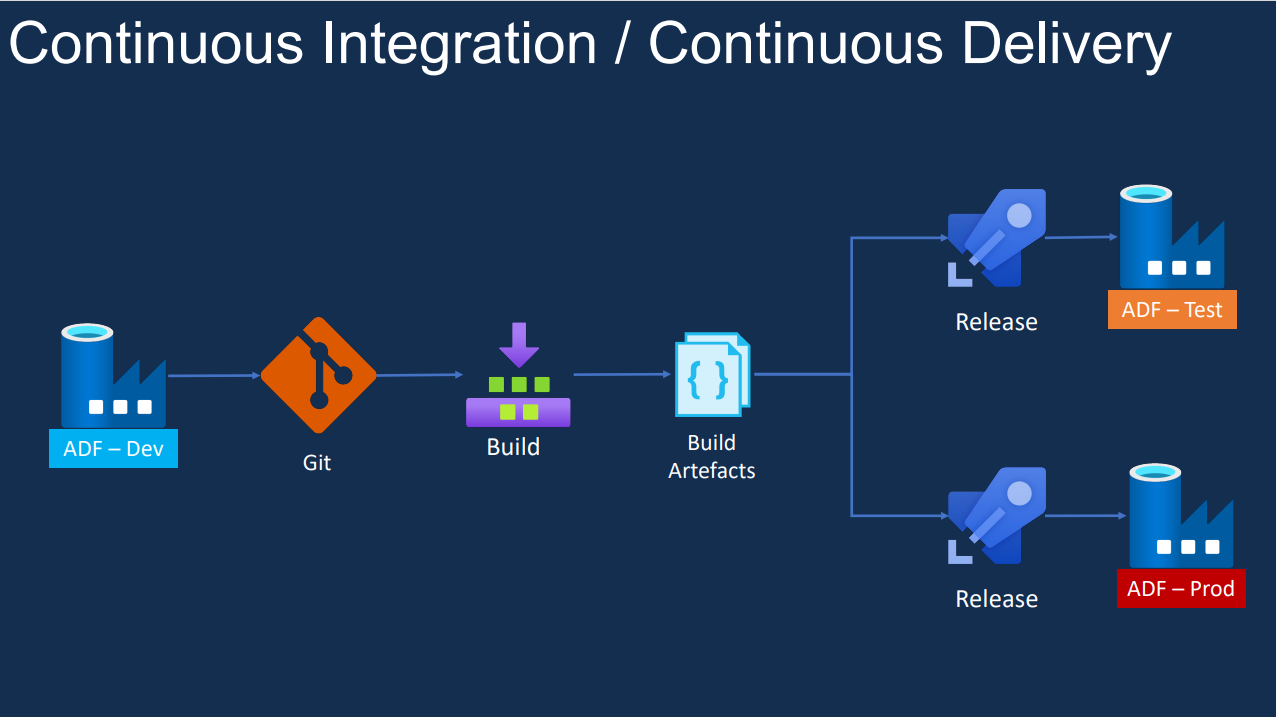 Continuous Integration / Continuous Delivery
ADF – Dev
Git
Build
{ }
Build
Artefacts
Release
ADF – Test
Release
ADF – Prod